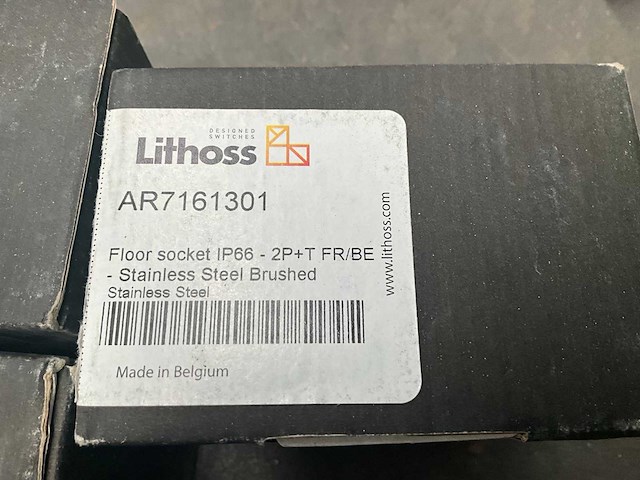 DESIGNED
SWITCHES
Lithoss
AR7161301
Floor socket IP66 - 2P+T FR/BE
- Stainless Steel Brushed
Stainless Steel
Made in Belgium
www.lithoss.com